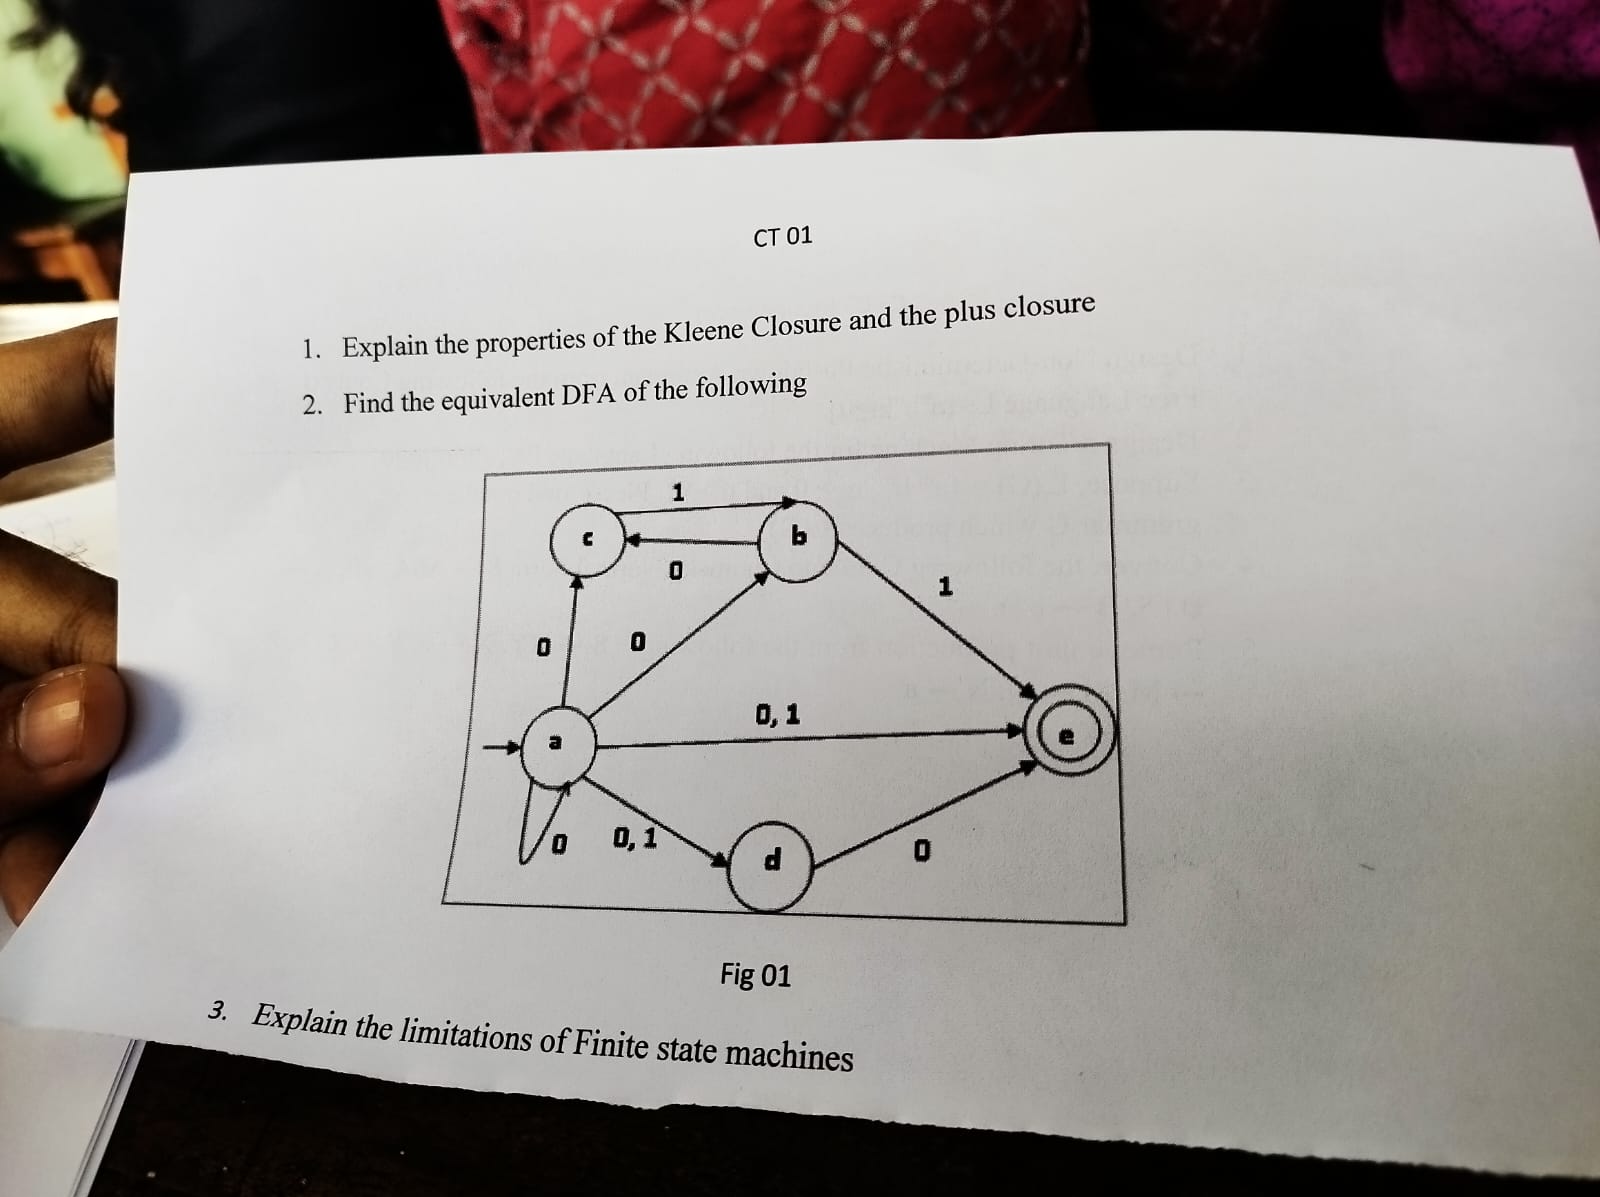 CT 01
1. Explain the properties of the Kleene Closure and the plus closure
2. Find the equivalent DFA of the following
1
c
b
0
1
0
0
0, 1
a
e
0
0, 1
d
0
Fig 01
3. Explain the limitations of Finite state machines